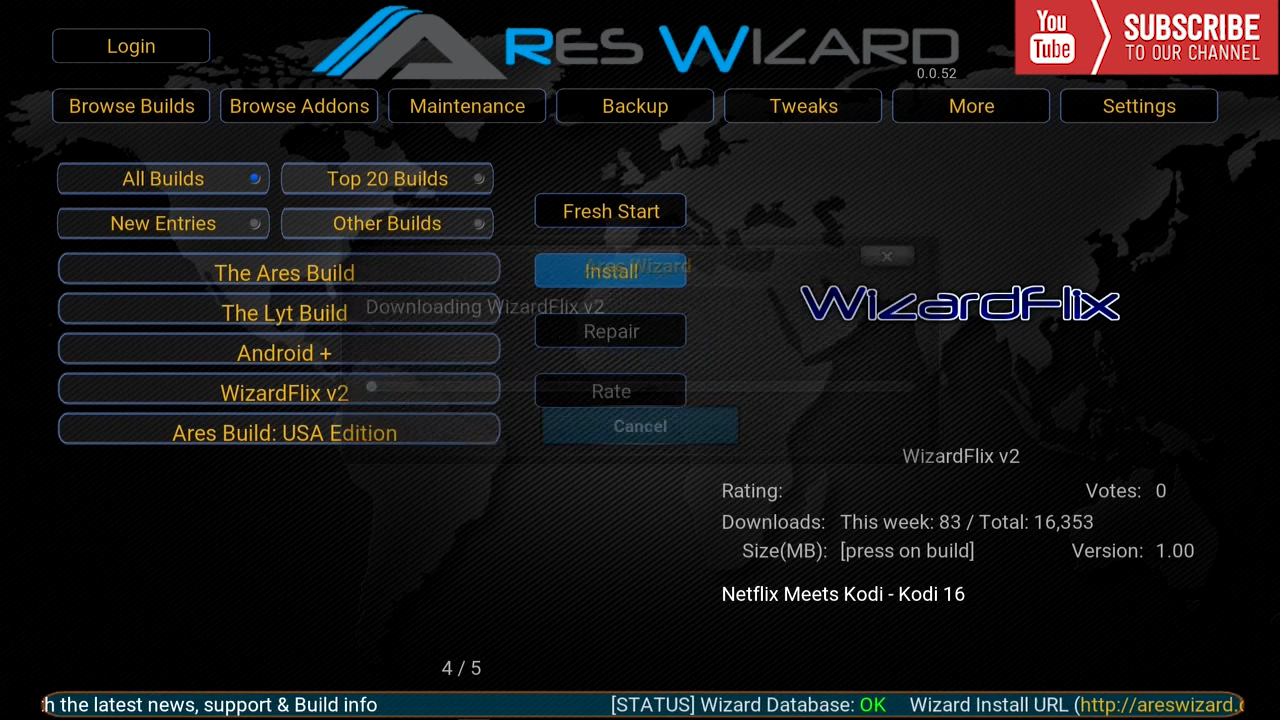 Login
ARES WIZARD
0.0.52
You Tube
SUBSCRIBE
TO OUR CHANNEL
Browse Builds
Browse Addons
Maintenance
Backup
Tweaks
More
Settings
All Builds
Top 20 Builds
New Entries
Other Builds
Fresh Start
The Ares Build
Install
Ares Wizard
Downloading WizardFlix v2
WizardFlix
The Lyt Build
Repair
Android +
WizardFlix v2
Rate
Cancel
Ares Build: USA Edition
WizardFlix v2
Rating:
Votes: 0
Downloads: This week: 83 / Total: 16,353
Size(MB): [press on build]
Version: 1.00
Netflix Meets Kodi - Kodi 16
4 / 5
h the latest news, support & Build info
[STATUS] Wizard Database: OK
Wizard Install URL (http://areswizard.